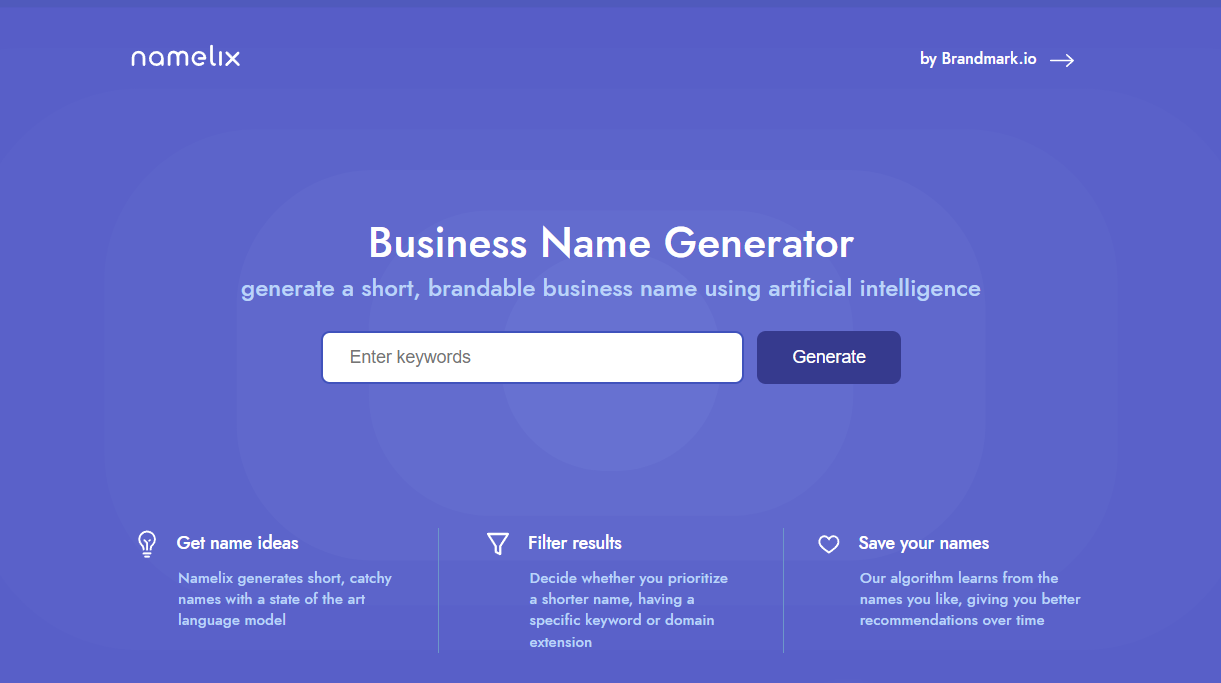 namelix
by Brandmark.io
Business Name Generator
generate a short, brandable business name using artificial intelligence
Enter keywords
Generate
Get name ideas
Namelix generates short, catchy
names with a state of the art
language model
Filter results
Decide whether you prioritize
a shorter name, having a
specific keyword or domain
extension
Save your names
Our algorithm learns from the
names you like, giving you better
recommendations over time